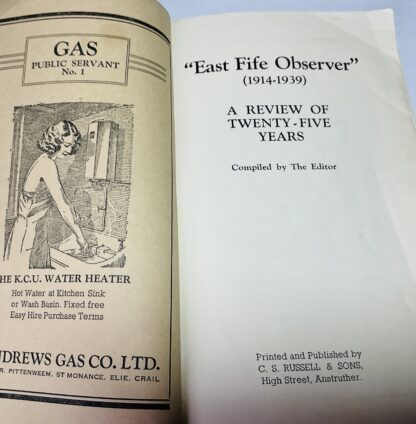 GAS
PUBLIC SERVANT
No. 1
HE K.C.U. WATER HEATER
Hot Water at Kitchen Sink
or Wash Basin. Fixed free
Easy Hire Purchase Terms
NDREWS GAS CO. LTD.
R. PITTENWEEM, ST MONANCE, ELIE, CRAIL
"East Fife Observer"
(1914-1939)
A REVIEW OF
TWENTY-FIVE
YEARS
Compiled by The Editor
Printed and Published by
C. S. RUSSELL & SONS,
High Street, Anstruther.